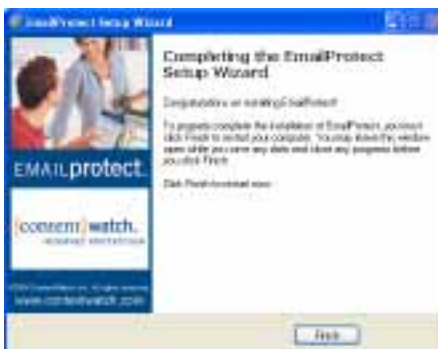 EmailProtect Setup Wizard
Completing the EmailProtect
Setup Wizard
Congratulations on installing EmailProtect!
To properly complete the installation of EmailProtect, you must
click Finish to restart your computer. You may leave this window
open while you save any data and close any programs before
you click Finish.
Click Finish to restart now.
EMAILprotect.
[content]watch.
INTERNET PROTECTION
www.contentwatch.com
Finish